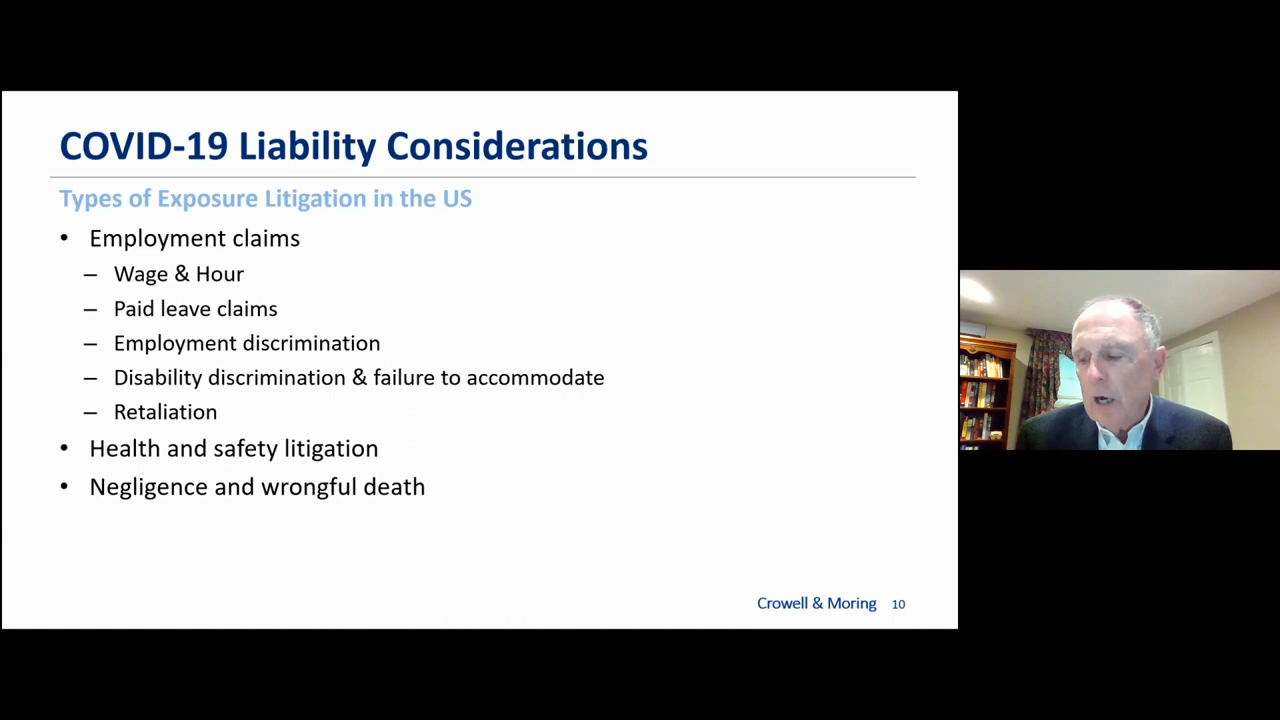 COVID-19 Liability Considerations
Types of Exposure Litigation in the US
• Employment claims
– Wage & Hour
– Paid leave claims
– Employment discrimination
– Disability discrimination & failure to accommodate
– Retaliation
• Health and safety litigation
• Negligence and wrongful death
Crowell & Moring 10